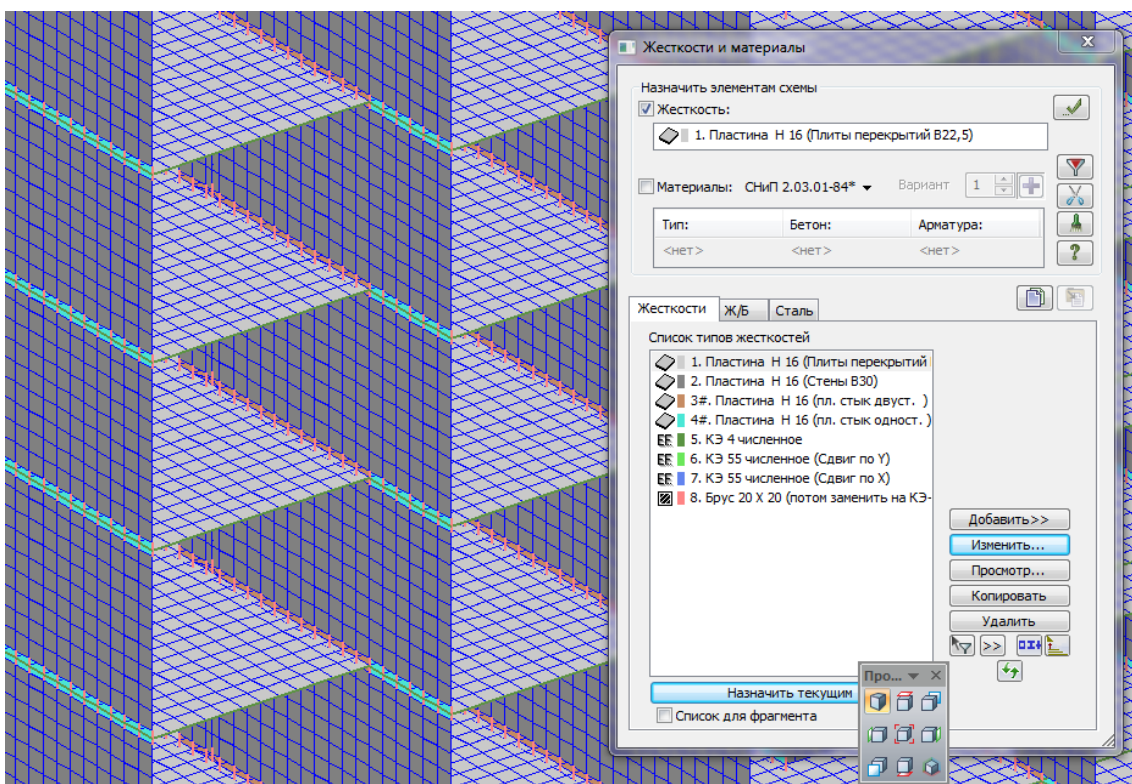 Жесткости и материалы
Назначить элементам схемы
Жесткость:
1. Пластина Н 16 (Плиты перекрытий В22,5)
Материалы: СНиП 2.03.01-84* Вариант 1
Тип: Бетон: Арматура:
<нет> <нет> <нет>
Жесткости Ж/Б Сталь
Список типов жесткостей
1. Пластина Н 16 (Плиты перекрытий
2. Пластина Н 16 (Стены В30)
3#. Пластина Н 16 (пл. стык двуст. )
4#. Пластина Н 16 (пл. стык одност. )
5. КЭ 4 численное
6. КЭ 55 численное (Сдвиг по Y)
7. КЭ 55 численное (Сдвиг по X)
8. Брус 20 X 20 (потом заменить на КЭ-
Добавить>>
Изменить...
Просмотр...
Копировать
Удалить
>>
Про...
Назначить текущим
Список для фрагмента